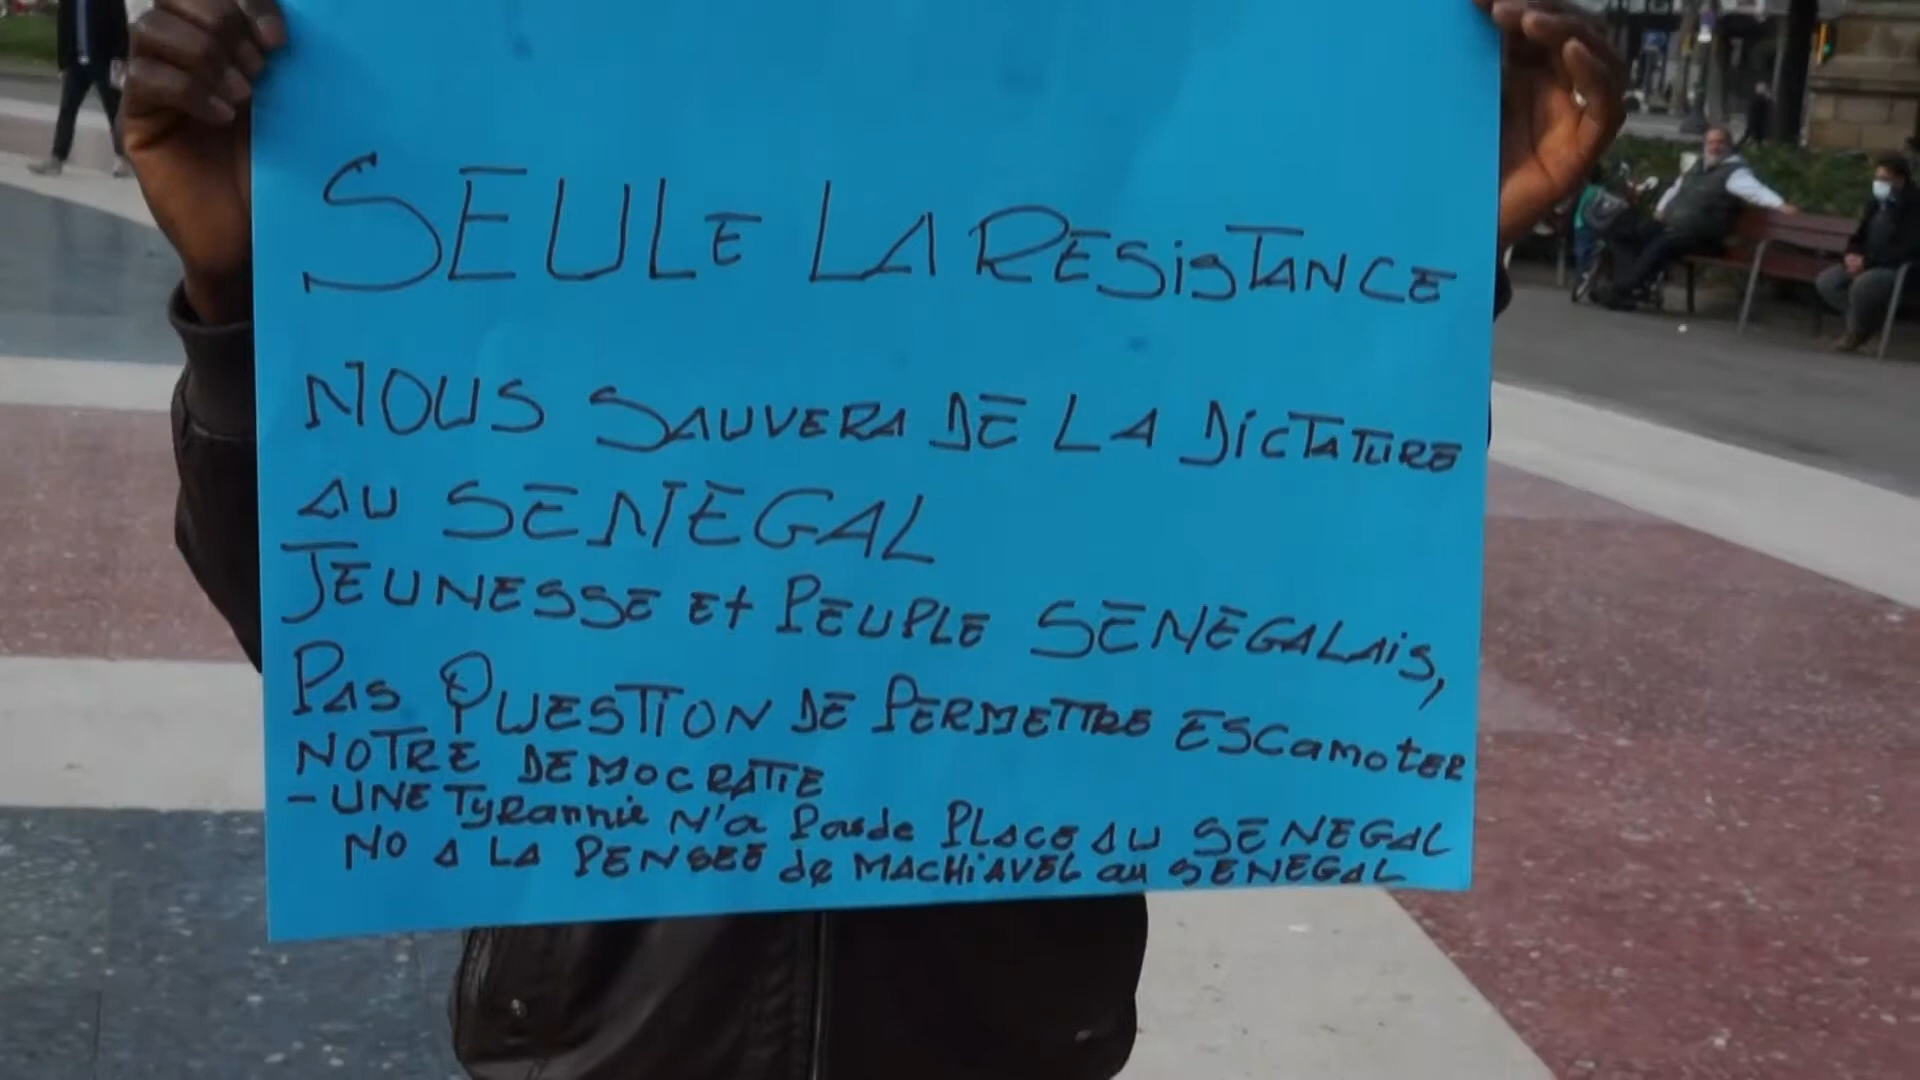 SEULE LA RESISTANCE
NOUS SAUVERA DE LA DICTATURE
AU SENEGAL
JEUNESSE Et PEUPLE SENEGALAIS,
PAS QUESTION DE PERMETTRE ESCamotER
NOTRE DEMOCRATIE
- UNE TyRannie N'a Pas de PLACE AU SENEGAL
NO A LA PENSEE de MACHiAVEL au SENEGAL